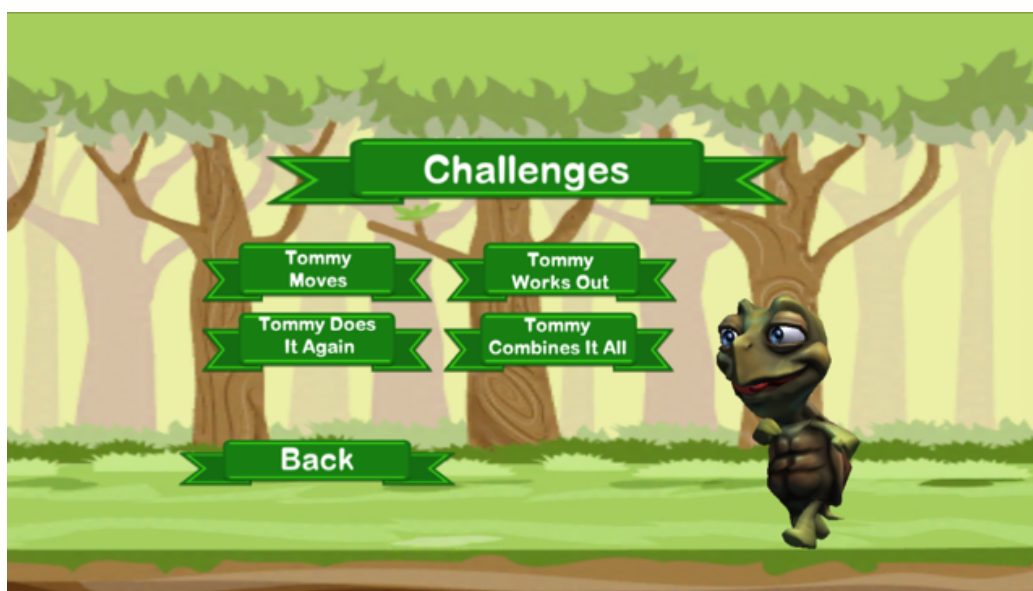 Challenges
Tommy
Moves
Tommy
Works Out
Tommy Does
It Again
Tommy
Combines It All
Back